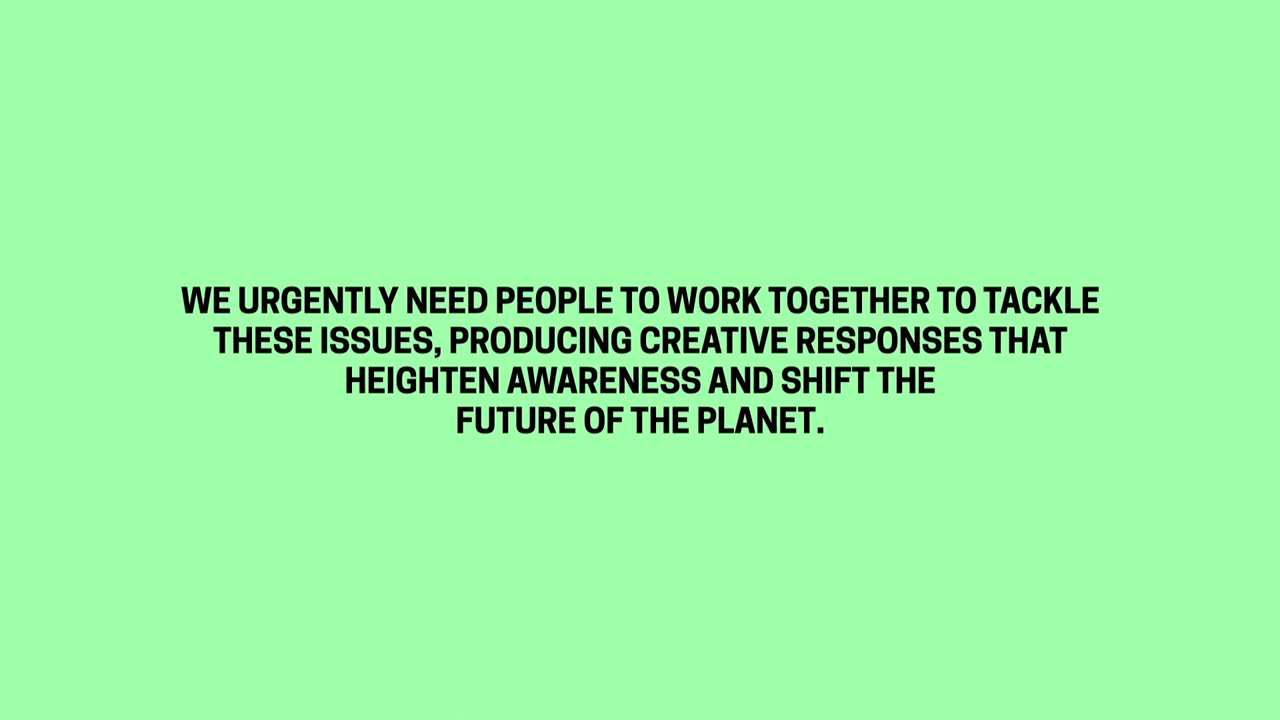 WE URGENTLY NEED PEOPLE TO WORK TOGETHER TO TACKLE
THESE ISSUES, PRODUCING CREATIVE RESPONSES THAT
HEIGHTEN AWARENESS AND SHIFT THE
FUTURE OF THE PLANET.